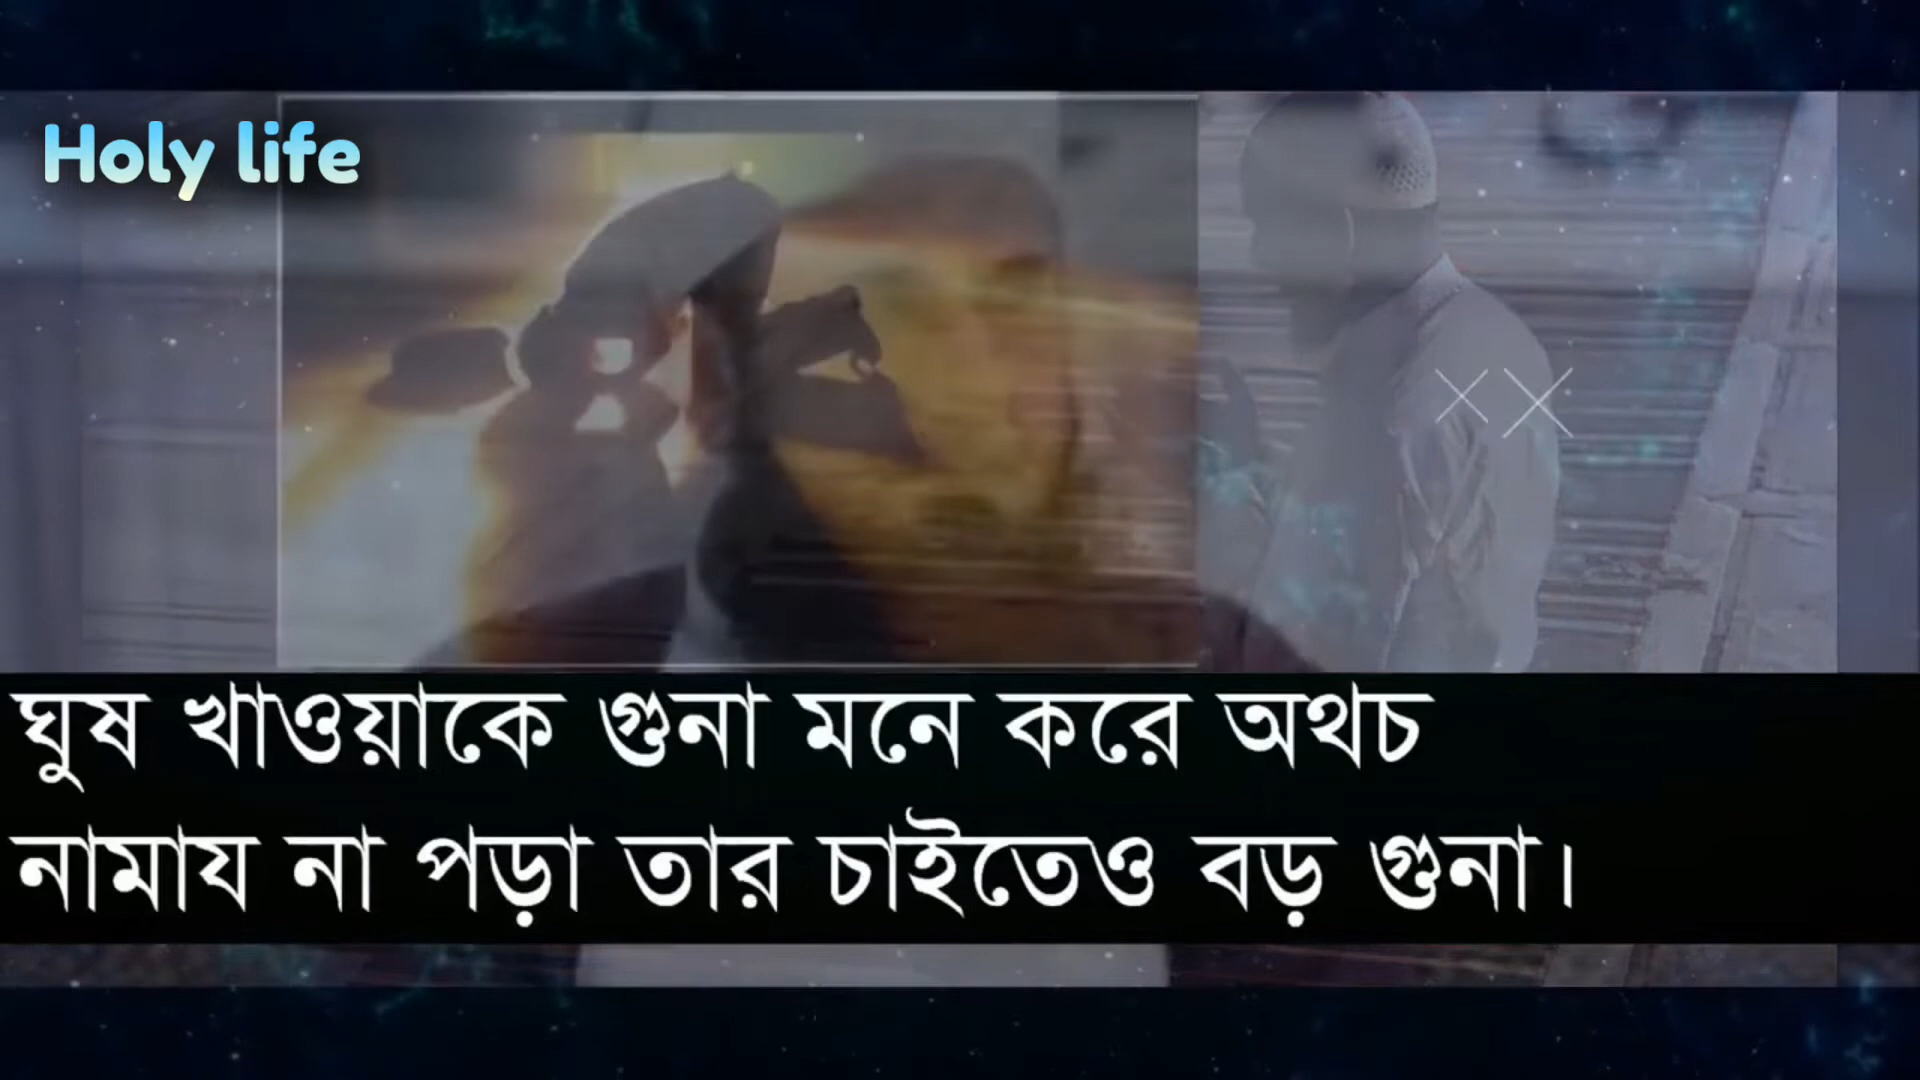 Holy life
ঘুষ খাওয়াকে গুনা মনে করে অথচ
নামায না পড়া তার চাইতেও বড় গুনা।